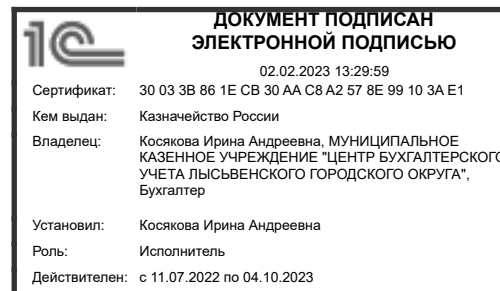 1С
ДОКУМЕНТ ПОДПИСАН
ЭЛЕКТРОННОЙ ПОДПИСЬЮ
02.02.2023 13:29:59
Сертификат: 30 03 3B 86 1E CB 30 AA C8 A2 57 8E 99 10 3A E1
Кем выдан: Казначейство России
Владелец: Косякова Ирина Андреевна, МУНИЦИПАЛЬНОЕ
КАЗЕННОЕ УЧРЕЖДЕНИЕ "ЦЕНТР БУХГАЛТЕРСКОГО
УЧЕТА ЛЫСЬВЕНСКОГО ГОРОДСКОГО ОКРУГА",
Бухгалтер
Установил: Косякова Ирина Андреевна
Роль: Исполнитель
Действителен: с 11.07.2022 по 04.10.2023